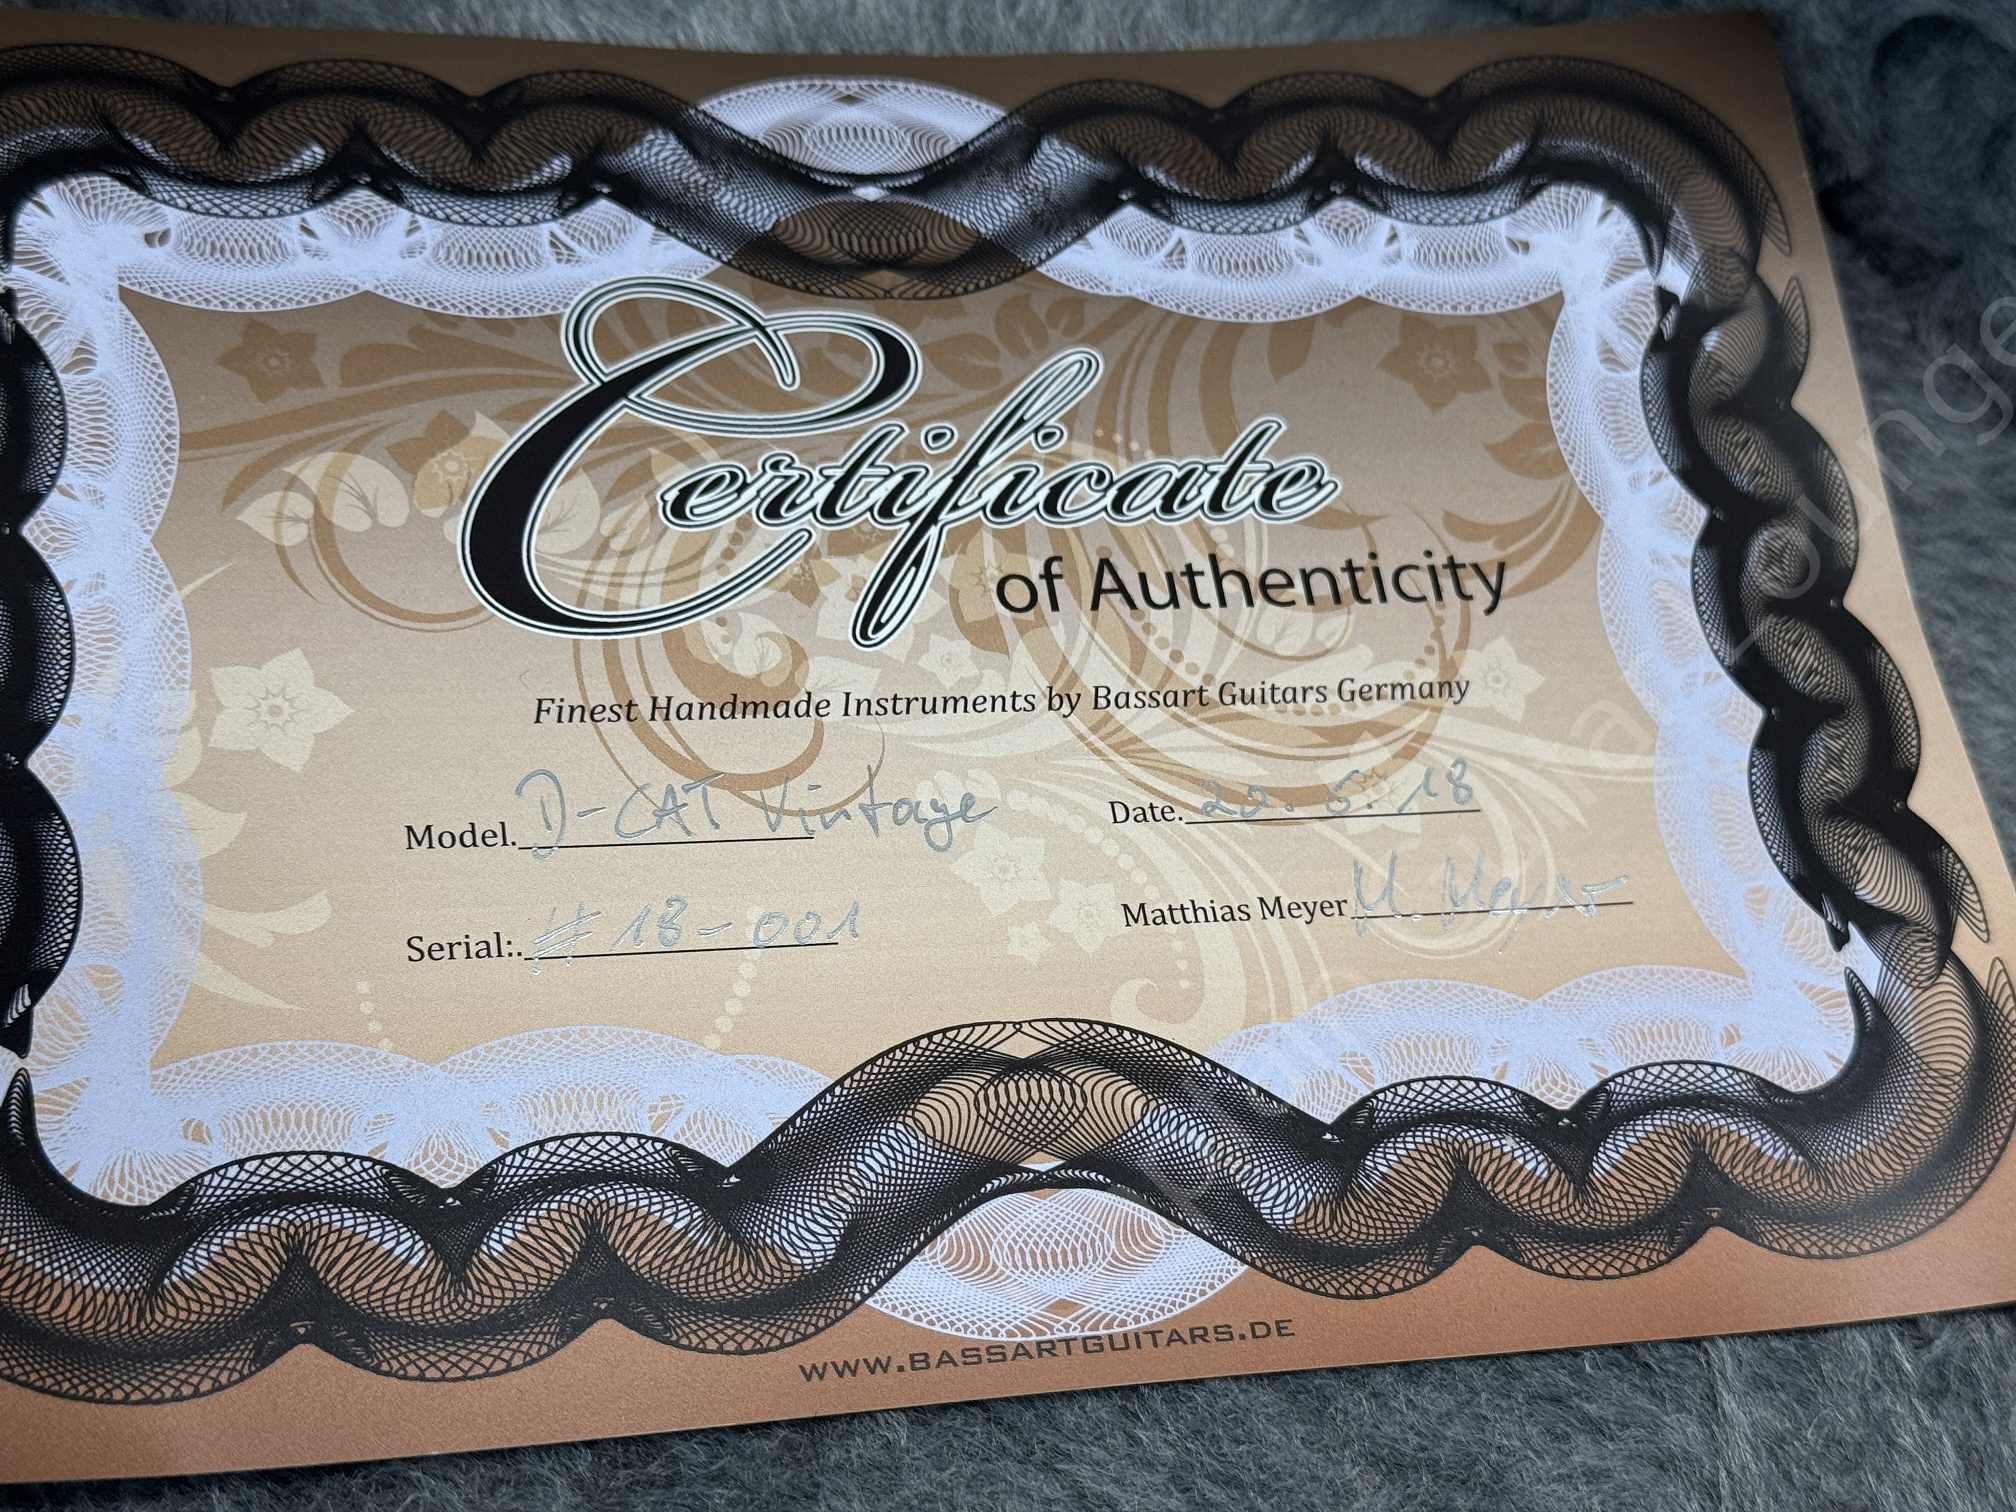 Certificate
of Authenticity
Finest Handmade Instruments by Bassart Guitars Germany
Model. D-CAT Vintage
Date. 20.6.18
Serial:. # 18-001
Matthias Meyer M. Meyer
WWW.BASSARTGUITARS.DE